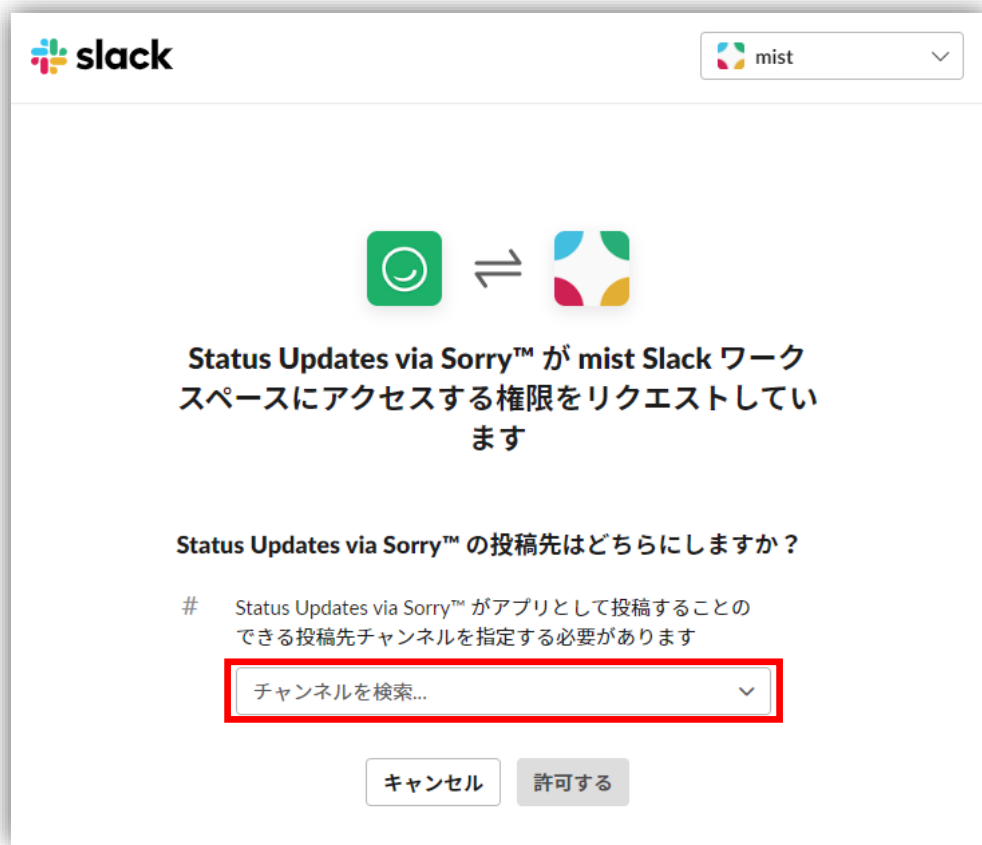 slack
mist
Status Updates via Sorry™ が mist Slack ワーク
スペースにアクセスする権限をリクエストしてい
ます
Status Updates via Sorry™ の投稿先はどちらにしますか？
# Status Updates via Sorry™ がアプリとして投稿することの
できる投稿先チャンネルを指定する必要があります
チャンネルを検索...
キャンセル 許可する